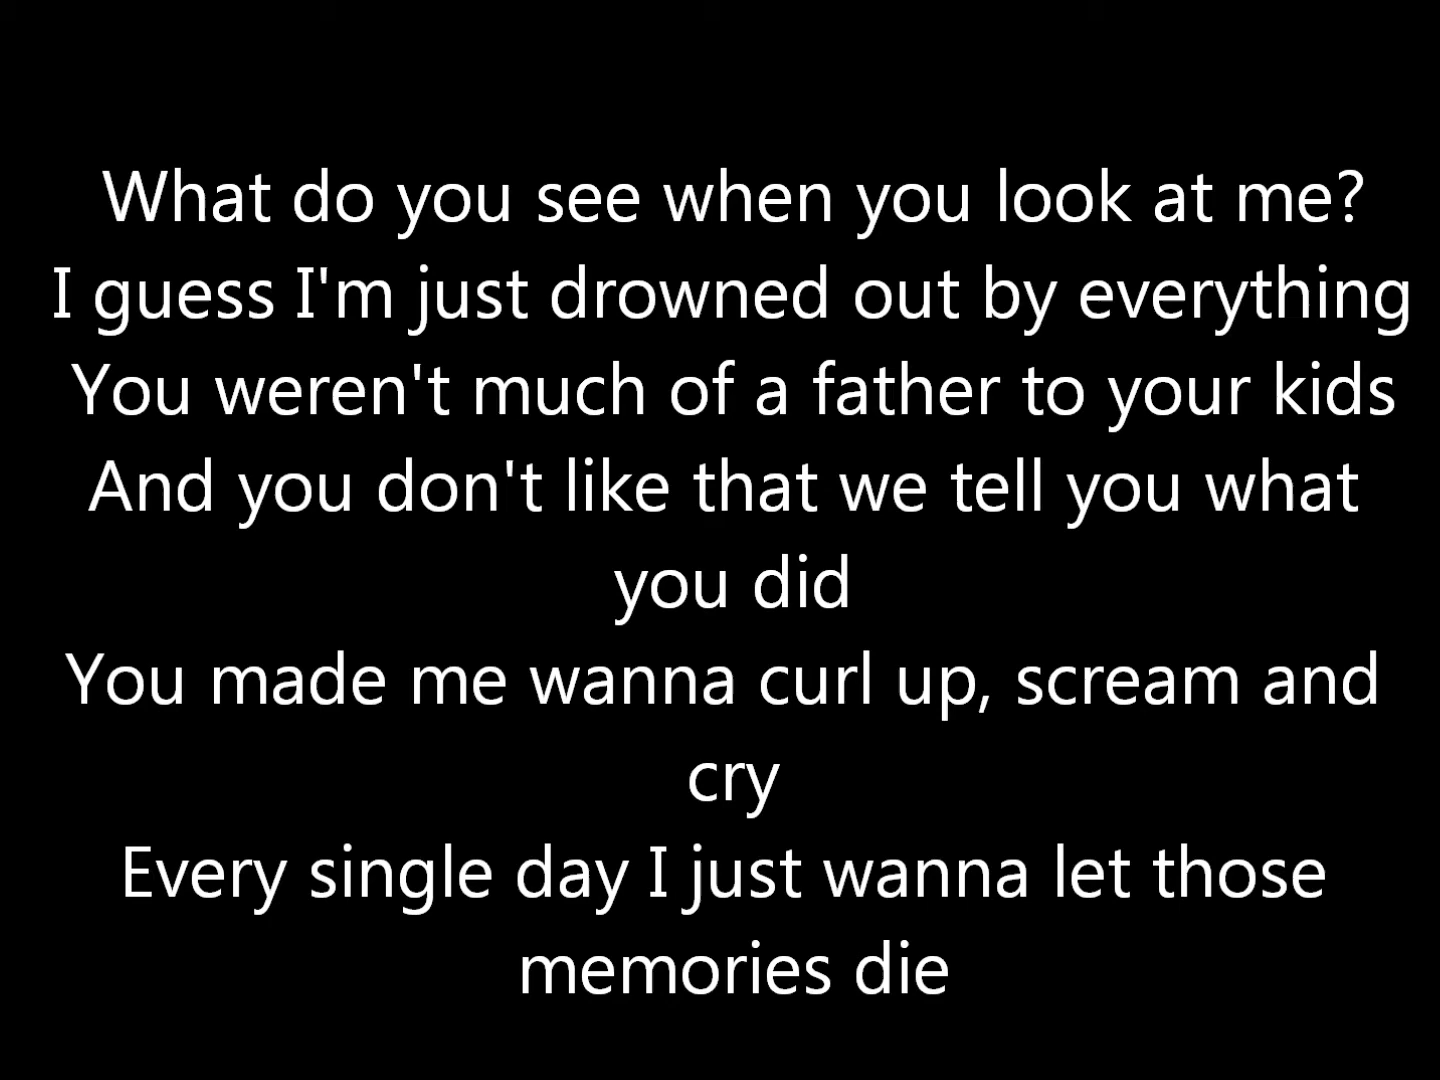 What do you see when you look at me?
I guess I'm just drowned out by everything
You weren't much of a father to your kids
And you don't like that we tell you what
you did
You made me wanna curl up, scream and
cry
Every single day I just wanna let those
memories die